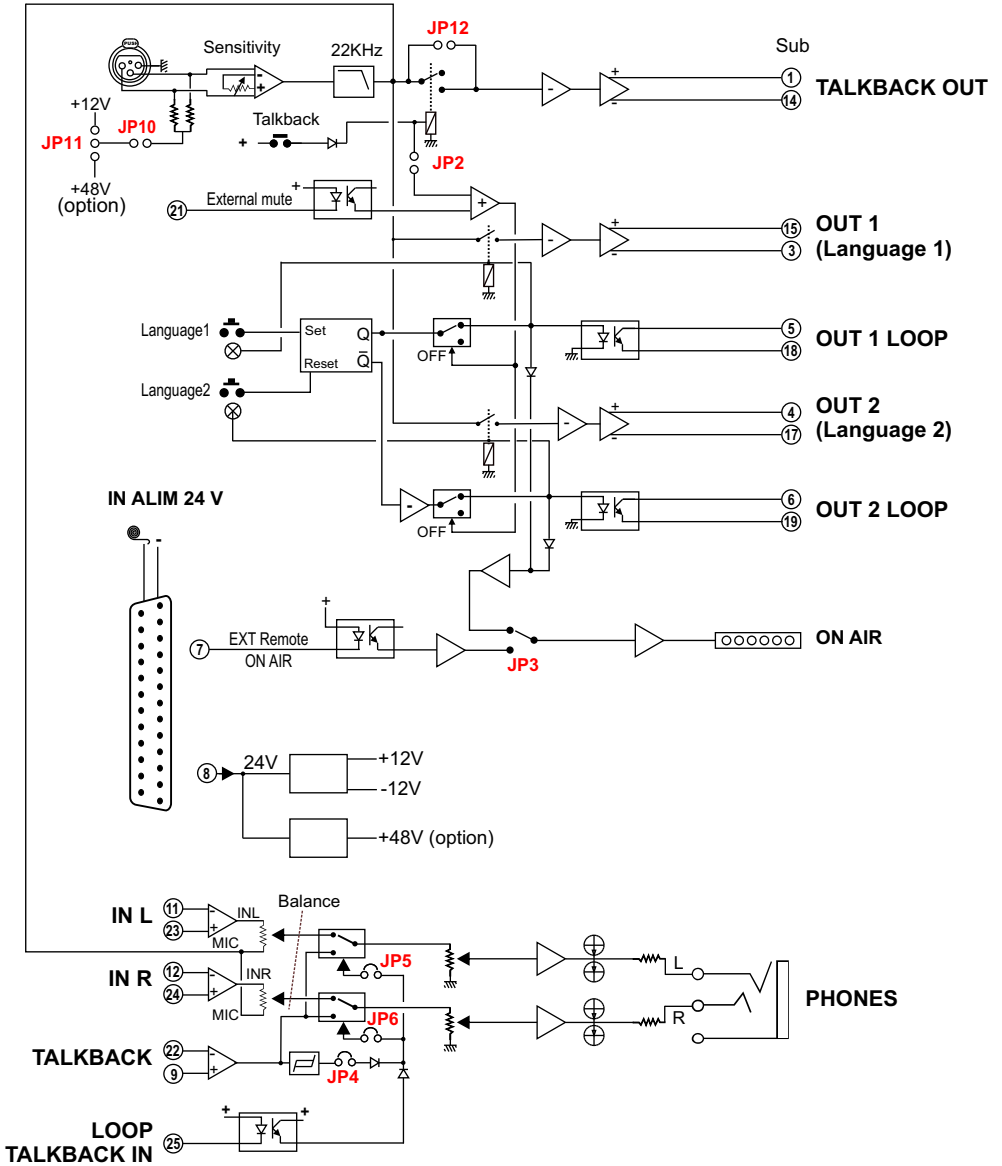 JP12
PUSH
Sensitivity
22KHz
Sub
- + - + -
1
14
TALKBACK OUT
+12V
JP11
JP10
+48V
(option)
Talkback
+
JP2
+
21
External mute
+
- + -
15
3
OUT 1
(Language 1)
Language1
Set
Q
Reset
Q̄
OFF
5
18
OUT 1 LOOP
Language2
- + -
4
17
OUT 2
(Language 2)
-
OFF
6
19
OUT 2 LOOP
IN ALIM 24 V
-
+
7
EXT Remote
ON AIR
JP3
ON AIR
8
24V
+12V
-12V
+48V (option)
IN L
11
23
-
+
INL
MIC
Balance
JP5
L
IN R
12
24
-
+
INR
MIC
JP6
R
PHONES
TALKBACK
22
9
-
+
JP4
LOOP
TALKBACK IN
25
+
+